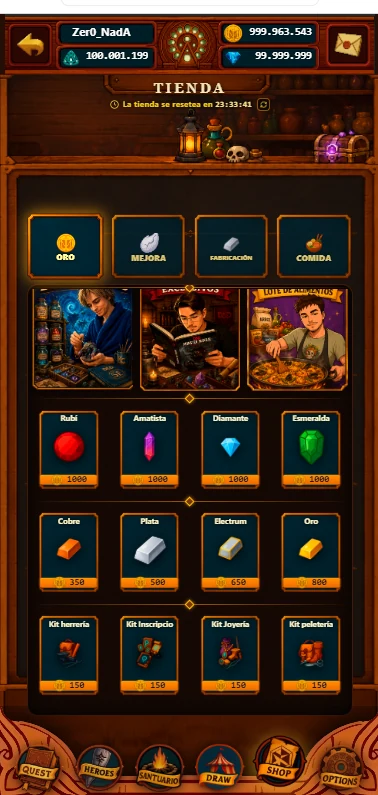 Zer0_NadA
999.963.543
100.001.199
99.999.999
TIENDA
La tienda se resetea en 23:33:41
ORO
MEJORA
FABRICACIÓN
COMIDA
LOTE DE ALIMENTOS
Rubí
Amatista
Diamante
Esmeralda
1000
1000
1000
1000
Cobre
Plata
Electrum
Oro
350
500
650
800
Kit herrería
Kit Inscripcio
Kit Joyería
Kit peletería
150
150
150
150
QUEST
HEROES
SANTUARIO
DRAW
SHOP
OPTIONS